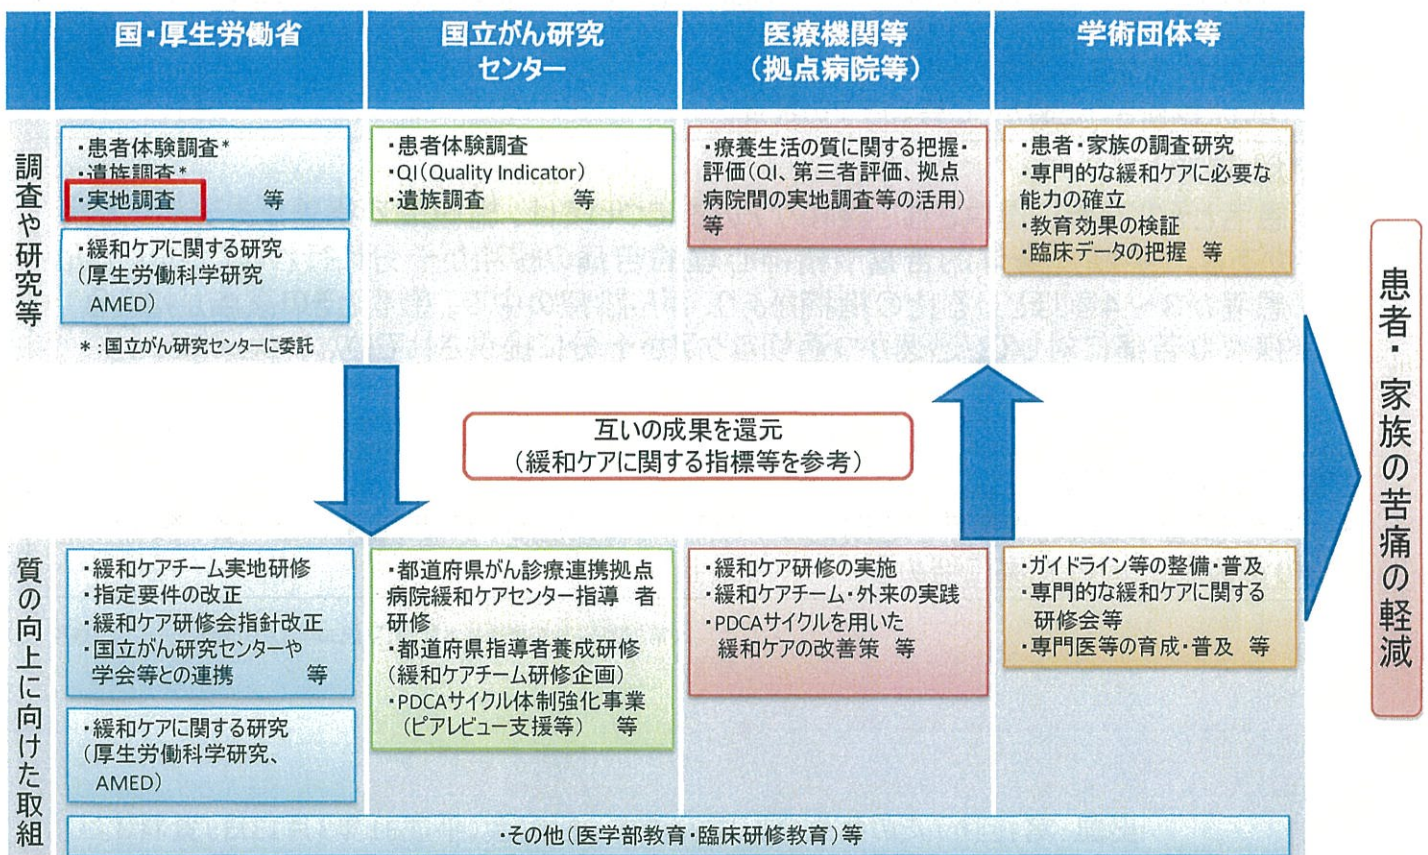 国・厚生労働省
国立がん研究
センター
医療機関等
（拠点病院等）
学術団体等
調査や研究等
・患者体験調査*
・遺族調査*
・実地調査 等
・緩和ケアに関する研究
（厚生労働科学研究
AMED）
*：国立がん研究センターに委託
・患者体験調査
・QI（Quality Indicator）
・遺族調査 等
・療養生活の質に関する把握・
評価（QI、第三者評価、拠点
病院間の実地調査等の活用）
等
・患者・家族の調査研究
・専門的な緩和ケアに必要な
能力の確立
・教育効果の検証
・臨床データの把握 等
互いの成果を還元
（緩和ケアに関する指標等を参考）
患者・家族の苦痛の軽減
質の向上に向けた取組
・緩和ケアチーム実地研修
・指定要件の改正
・緩和ケア研修会指針改正
・国立がん研究センターや
学会等との連携 等
・緩和ケアに関する研究
（厚生労働科学研究、
AMED）
・都道府県がん診療連携拠点
病院緩和ケアセンター指導 者
研修
・都道府県指導者養成研修
（緩和ケアチーム研修企画）
・PDCAサイクル体制強化事業
（ピアレビュー支援等） 等
・緩和ケア研修の実施
・緩和ケアチーム・外来の実践
・PDCAサイクルを用いた
緩和ケアの改善策 等
・ガイドライン等の整備・普及
・専門的な緩和ケアに関する
研修会等
・専門医等の育成・普及 等
・その他（医学部教育・臨床研修教育）等